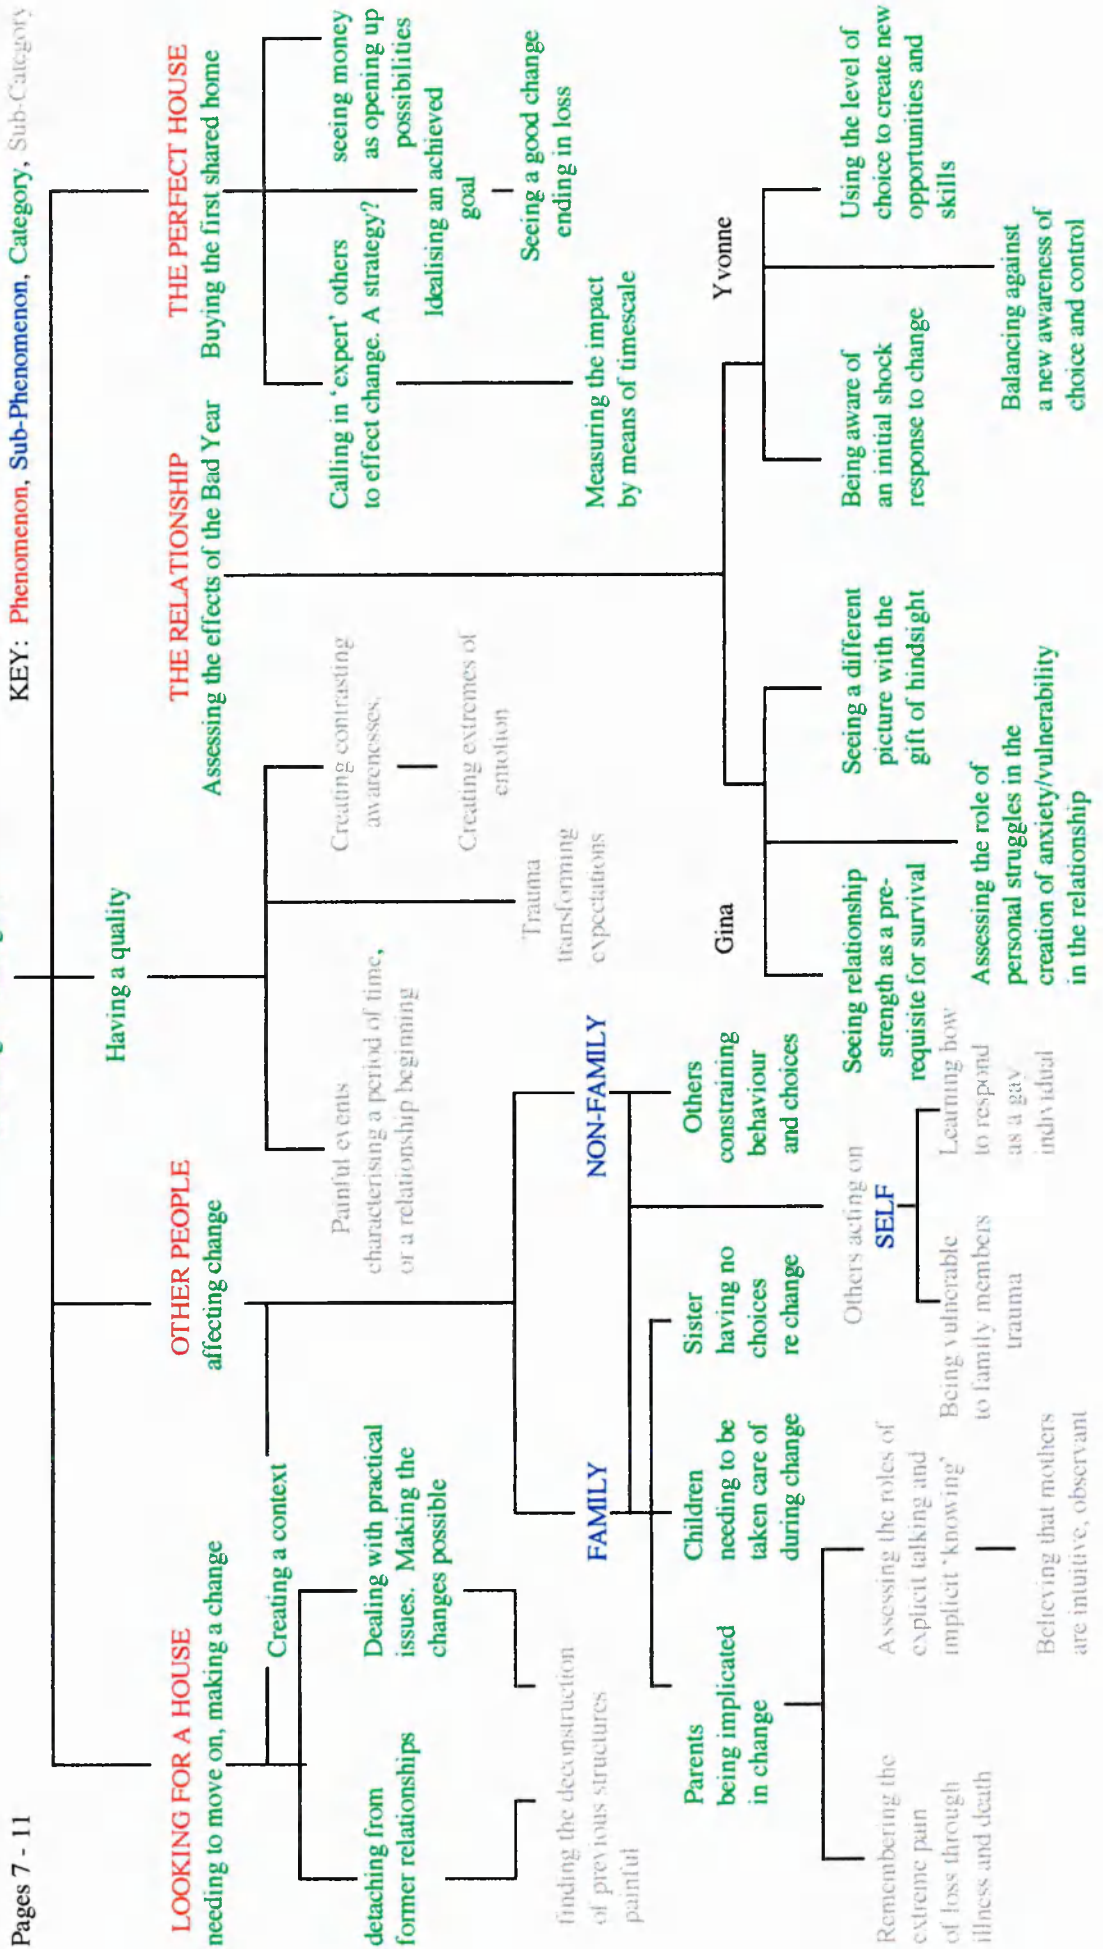 Pages 7 - 11
KEY: Phenomenon, Sub-Phenomenon, Category, Sub-Category
Having a quality
LOOKING FOR A HOUSE
needing to move on, making a change
OTHER PEOPLE
affecting change
THE RELATIONSHIP
Assessing the effects of the Bad Year
THE PERFECT HOUSE
Buying the first shared home
Creating a context
detaching from
former relationships
Dealing with practical
issues. Making the
changes possible
finding the deconstruction
of previous structures
painful
Painful events
characterising a period of time,
or a relationship beginning
Trauma
transforming
expectations
Creating contrasting
awarenesses,
Creating extremes of
emotion
Calling in 'expert' others
to effect change. A strategy?
Measuring the impact
by means of timescale
seeing money
as opening up
possibilities
Idealising an achieved
goal
Seeing a good change
ending in loss
FAMILY
NON-FAMILY
Parents
being implicated
in change
Children
needing to be
taken care of
during change
Sister
having no
choices
re change
Others
constraining
behaviour
and choices
Remembering the
extreme pain
of loss through
illness and death
Assessing the roles of
explicit talking and
implicit 'knowing'
Believing that mothers
are intuitive, observant
Others acting on
SELF
Being vulnerable
to family members
trauma
Learning how
to respond
as a gay
individual
Gina
Seeing relationship
strength as a pre-
requisite for survival
Assessing the role of
personal struggles in the
creation of anxiety/vulnerability
in the relationship
Seeing a different
picture with the
gift of hindsight
Yvonne
Being aware of
an initial shock
response to change
Balancing against
a new awareness of
choice and control
Using the level of
choice to create new
opportunities and
skills